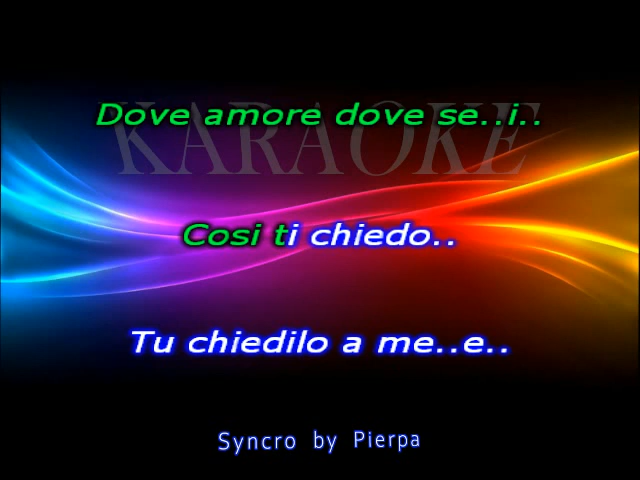 KARAOKE
Dove amore dove se..i..
Cosi ti chiedo..
Tu chiedilo a me..e..
Syncro by Pierpa